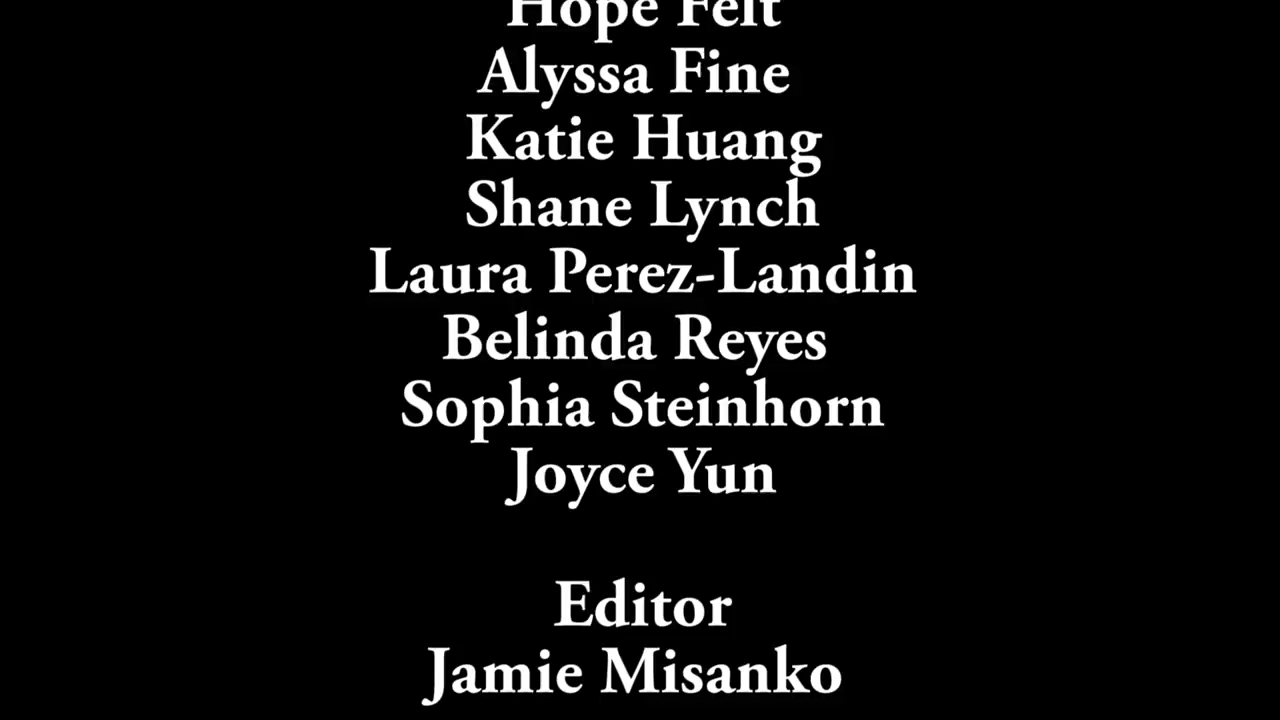 Hope Felt
Alyssa Fine
Katie Huang
Shane Lynch
Laura Perez-Landin
Belinda Reyes
Sophia Steinhorn
Joyce Yun
Editor
Jamie Misanko